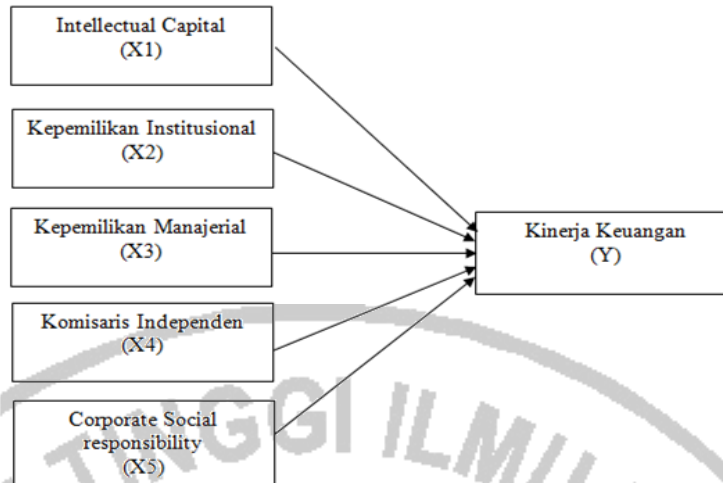 Intellectual Capital
(X1)
Kepemilikan Institusional
(X2)
Kepemilikan Manajerial
(X3)
Komisaris Independen
(X4)
Corporate Social
responsibility
(X5)
Kinerja Keuangan
(Y)
TINGGI ILMU